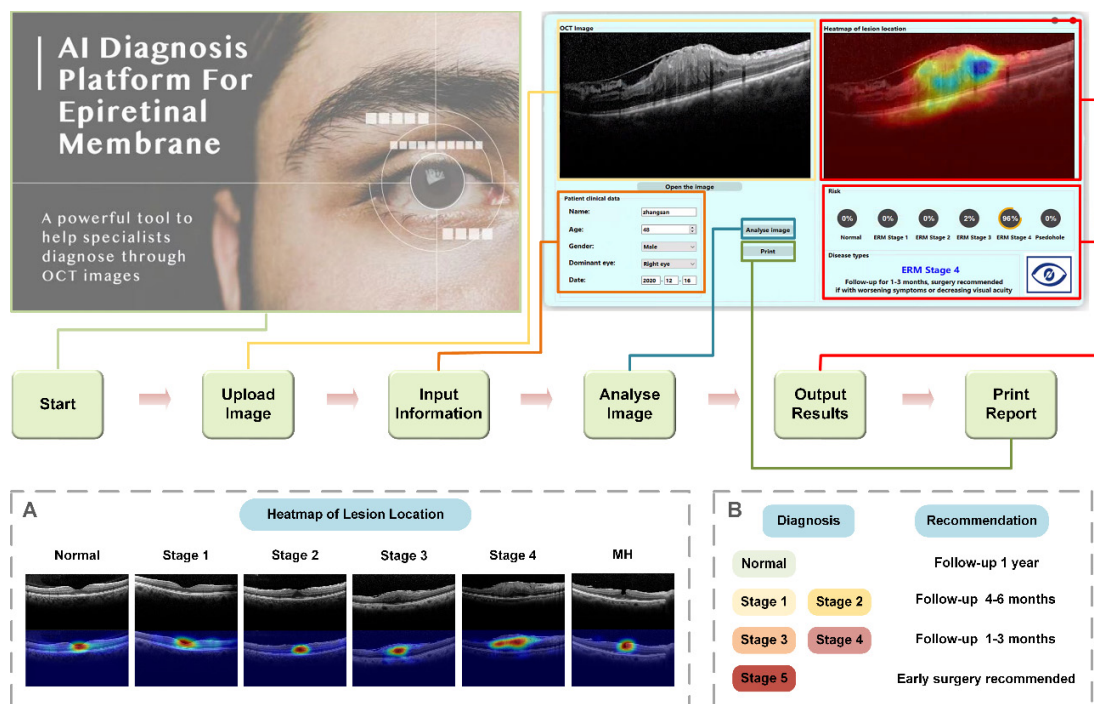 AI Diagnosis
Platform For
Epiretinal
Membrane
A powerful tool to
help specialists
diagnose through
OCT images
OCT Image
Heatmap of lesion location
Open the image
Patient clinical data
Name:
zhangsan
Age:
48
Gender:
Male
Dominant eye:
Right eye
Date:
2020 - 12 - 16
Analyse image
Print
Risk
0%
0%
0%
2%
96%
0%
Normal
ERM Stage 1
ERM Stage 2
ERM Stage 3
ERM Stage 4
Psedohole
Disease types
ERM Stage 4
Follow-up for 1-3 months, surgery recommended
if with worsening symptoms or decreasing visual acuity
Start
Upload
Image
Input
Information
Analyse
Image
Output
Results
Print
Report
A
Heatmap of Lesion Location
Normal
Stage 1
Stage 2
Stage 3
Stage 4
MH
B
Diagnosis
Recommendation
Normal
Follow-up 1 year
Stage 1
Stage 2
Follow-up 4-6 months
Stage 3
Stage 4
Follow-up 1-3 months
Stage 5
Early surgery recommended